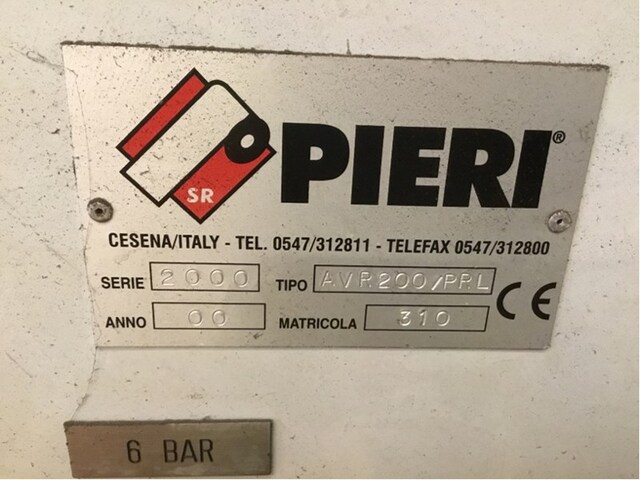 SR PIERI®
CESENA/ITALY - TEL. 0547/312811 - TELEFAX 0547/312800
SERIE 2000 TIPO AVR200/PRL CE
ANNO 00 MATRICOLA 310
6 BAR